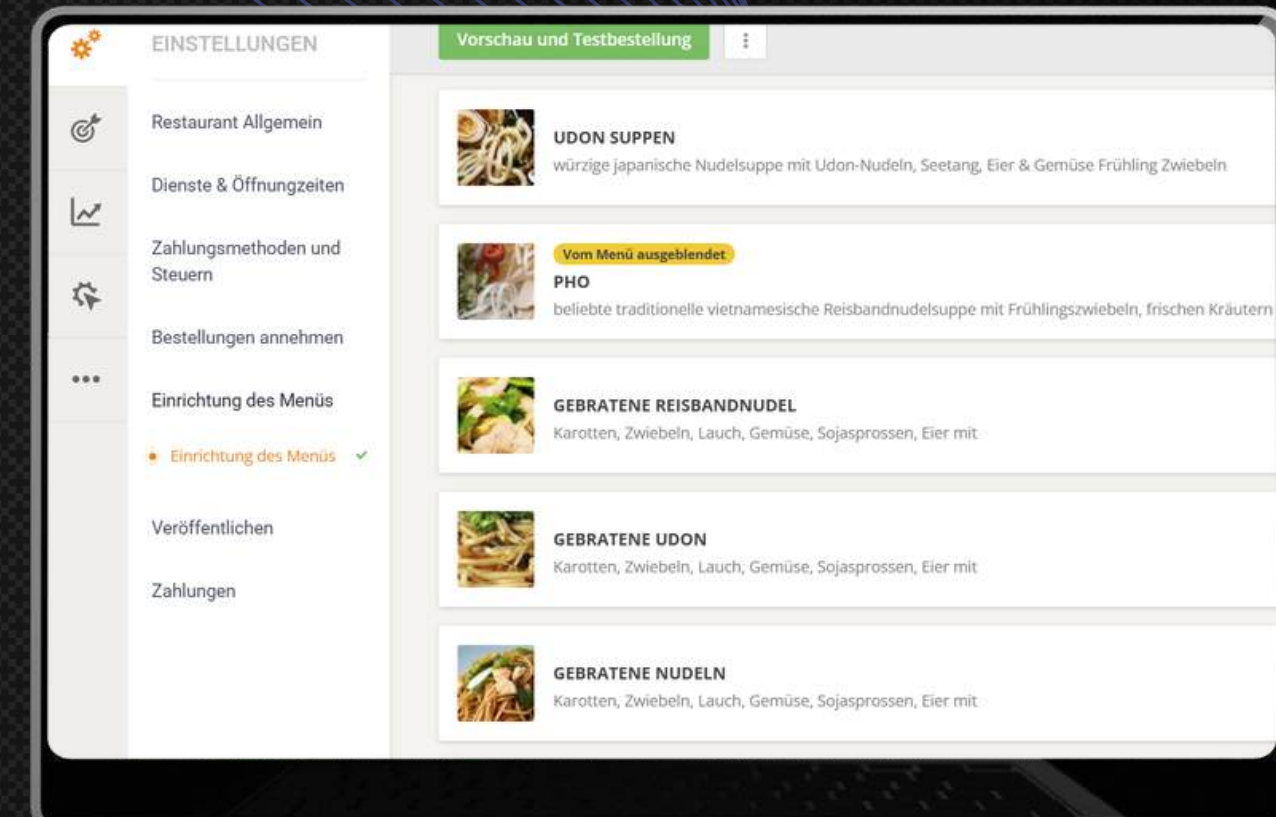 EINSTELLUNGEN
Restaurant Allgemein
Dienste & Öffnungzeiten
Zahlungsmethoden und
Steuern
Bestellungen annehmen
Einrichtung des Menüs
Einrichtung des Menüs
Veröffentlichen
Zahlungen
Vorschau und Testbestellung
UDON SUPPEN
würzige japanische Nudelsuppe mit Udon-Nudeln, Seetang, Eier & Gemüse Frühling Zwiebeln
Vom Menü ausgeblendet
PHO
beliebte traditionelle vietnamesische Reisbandnudelsuppe mit Frühlingszwiebeln, frischen Kräutern
GEBRATENE REISBANDNUDEL
Karotten, Zwiebeln, Lauch, Gemüse, Sojasprossen, Eier mit
GEBRATENE UDON
Karotten, Zwiebeln, Lauch, Gemüse, Sojasprossen, Eier mit
GEBRATENE NUDELN
Karotten, Zwiebeln, Lauch, Gemüse, Sojasprossen, Eier mit